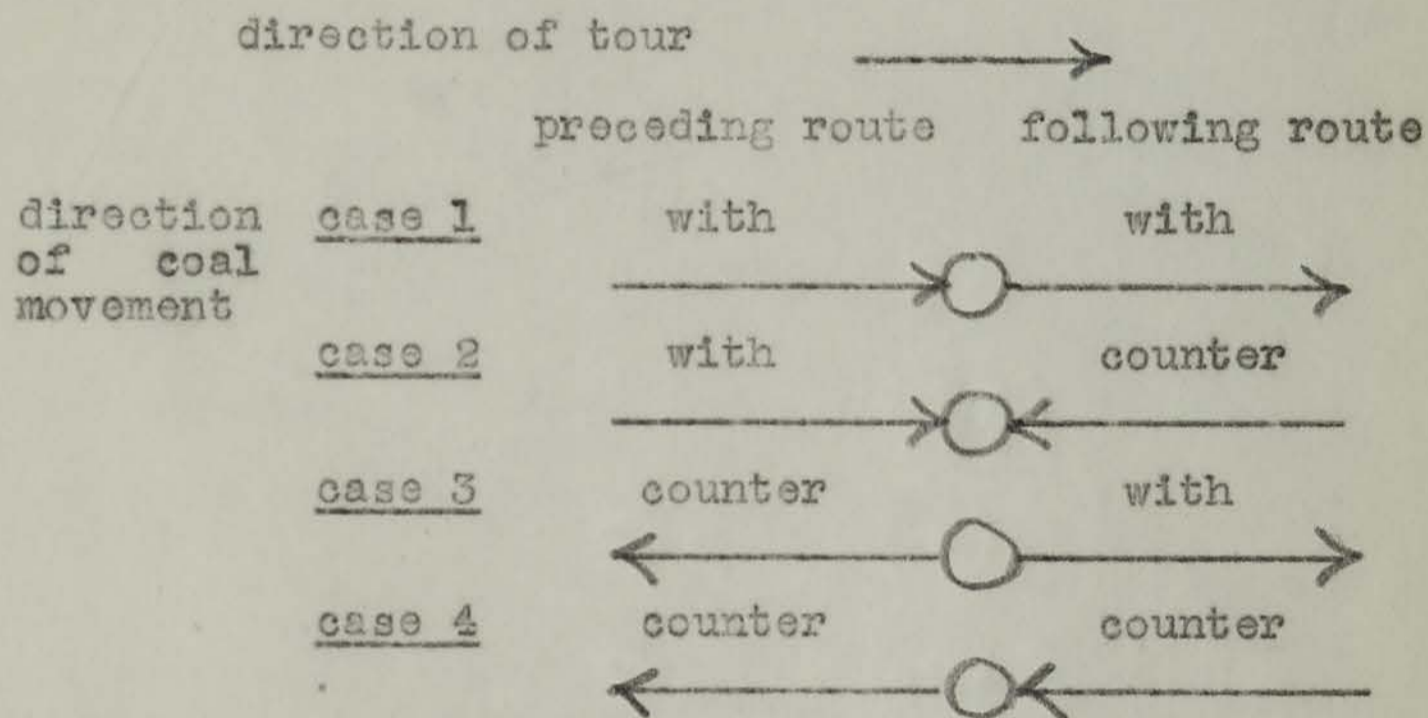 direction of tour
preceding route following route
direction case 1 with with
of coal
movement
case 2 with counter
case 3 counter with
case 4 counter counter